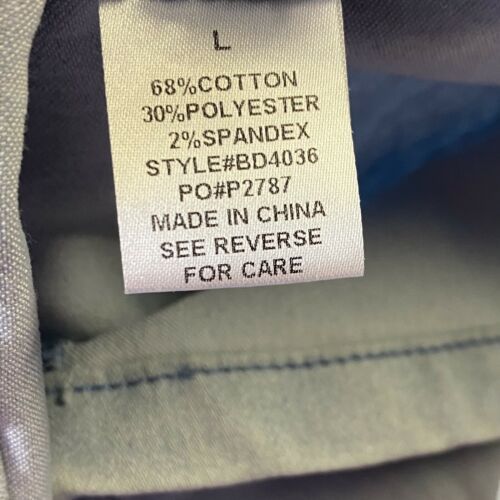 L
68%COTTON
30%POLYESTER
2%SPANDEX
STYLE#BD4036
PO#P2787
MADE IN CHINA
SEE REVERSE
FOR CARE